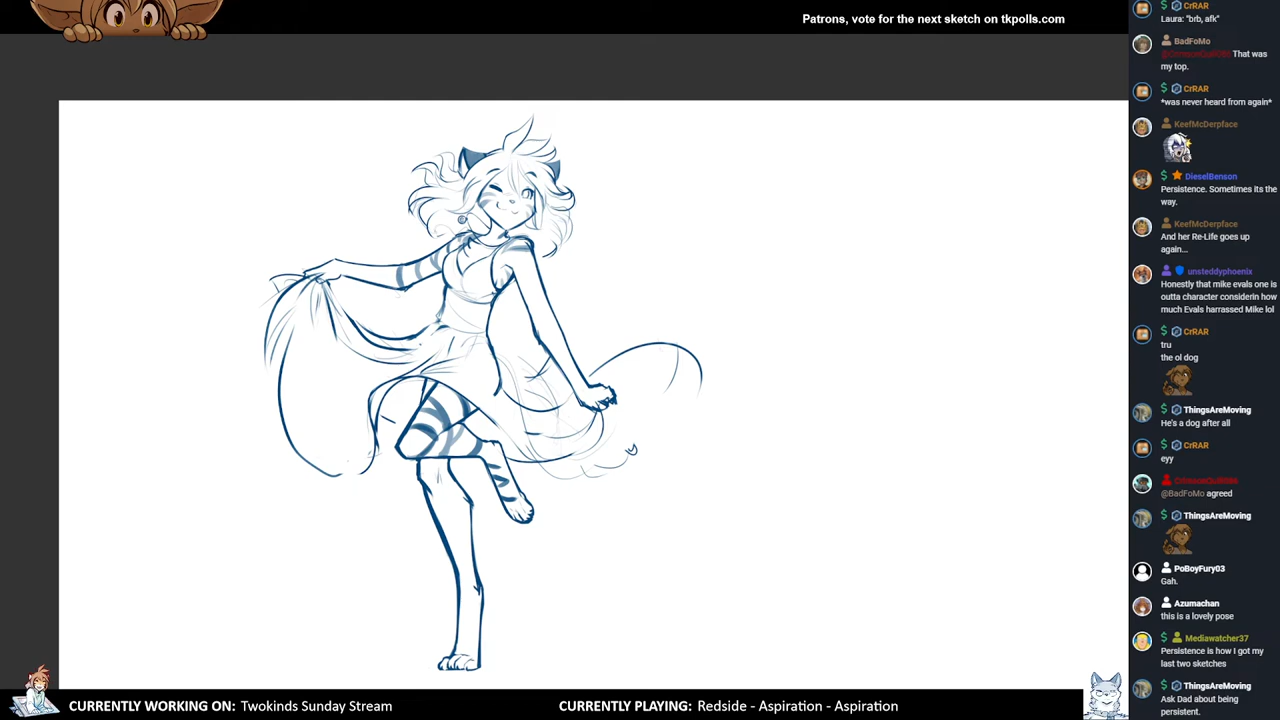 Patrons, vote for the next sketch on tkpolls.com
$ CrRAR
Laura: "brb, afk"
BadFoMo
That was
my top.
$ CrRAR
*was never heard from again*
KeefMcDerpface
$ DieselBenson
Persistence. Sometimes its the
way.
KeefMcDerpface
And her Re-Life goes up
again...
unsteddyphoenix
Honestly that mike evals one is
outta character considerin how
much Evals harrassed Mike lol
$ CrRAR
tru
the ol dog
$ ThingsAreMoving
He's a dog after all
$ CrRAR
eyy
@BadFoMo agreed
$ ThingsAreMoving
PoBoyFury03
Gah.
Azumachan
this is a lovely pose
$ Mediawatcher37
Persistence is how I got my
last two sketches
$ ThingsAreMoving
Ask Dad about being
persistent.
CURRENTLY WORKING ON: Twokinds Sunday Stream
CURRENTLY PLAYING: Redside - Aspiration - Aspiration